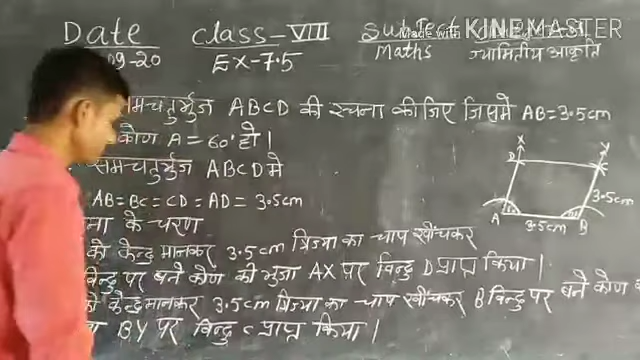 Date class-VIII Subject
Made with KINEMASTER
09-20 Ex-7.5 Maths ज्यामितीय आकृति
समचतुर्भुज ABCD की रचना कीजिए जिसमे AB=3.5cm
कोण A = 60° हो।
समचतुर्भुज ABCD मे
AB=BC=CD=AD=3.5cm
के चरण
को केन्द्र मानकर 3.5cm त्रिज्या का चाप खींचकर
बिन्दु पर बने कोण की भुजा AX पर बिन्दु D प्राप्त किया।
केन्द्र मानकर 3.5cm त्रिज्या का चाप खींचकर B बिन्दु पर बने कोण
BY पर बिन्दु C प्राप्त किया।
X Y
D
3.5cm
A 3.5cm B